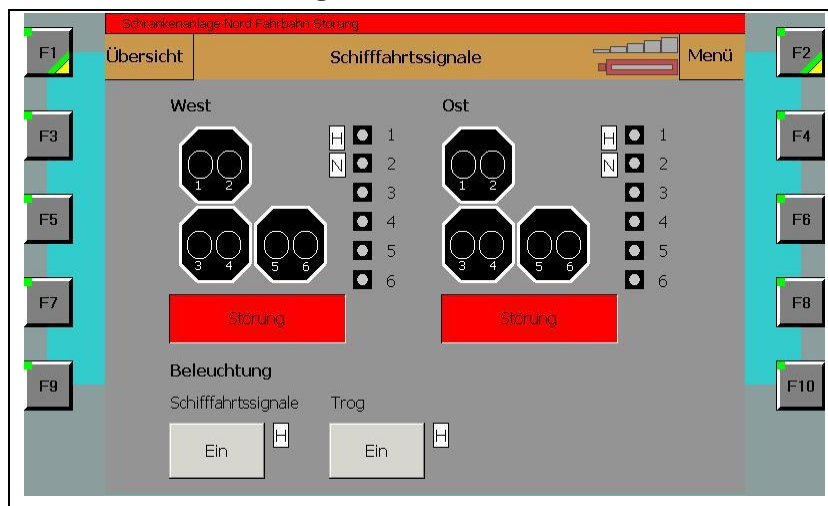 Schrankenanlage Nord Fahrbahn Störung
F1 Übersicht Schifffahrtssignale Menü F2
West Ost
F3 H 1 H 1 F4
N 2 N 2
1 2 3 1 2 3
F5 4 4 F6
3 4 5 6 5 3 4 5 6 5
6 6
F7 Störung Störung F8
Beleuchtung
F9 F10
Schifffahrtssignale Trog
Ein H Ein H